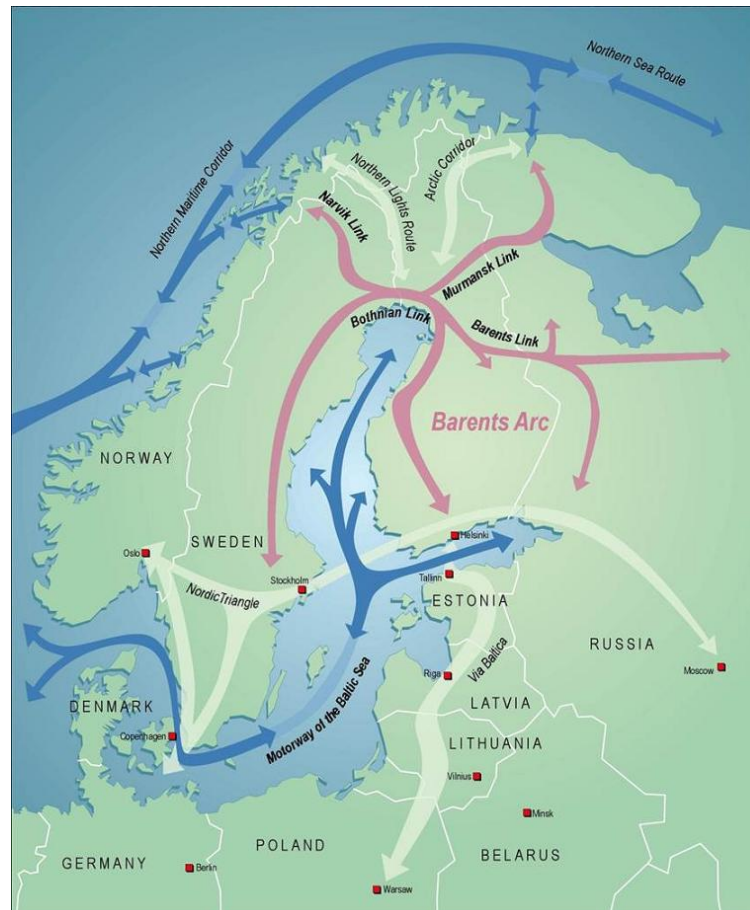 Northern Sea Route
Northern Maritime Corridor
Northern Lights Route
Arctic Corridor
Narvik Link
Murmansk Link
Bothnian Link
Barents Link
Barents Arc
NORWAY
SWEDEN
Oslo
Helsinki
Stockholm
Tallinn
NordicTriangle
ESTONIA
RUSSIA
Via Baltica
Moscow
Riga
Motorway of the Baltic Sea
DENMARK
LATVIA
Copenhagen
LITHUANIA
Vilnius
Minsk
POLAND
BELARUS
GERMANY
Berlin
Warsaw